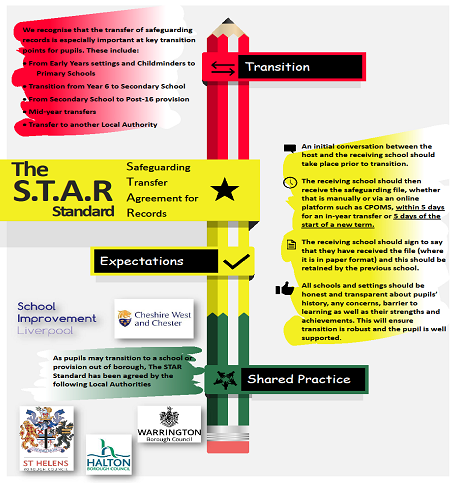 We recognise that the transfer of safeguarding
records is especially important at key transition
points for pupils. These include:
• From Early Years settings and Childminders to
Primary Schools
• Transition from Year 6 to Secondary School
• From Secondary School to Post-16 provision
• Mid-year transfers
• Transfer to another Local Authority
Transition
The
S.T.A.R
Standard
Safeguarding
Transfer
Agreement for
Records
An initial conversation between the
host and the receiving school should
take place prior to transition.
The receiving school should then
receive the safeguarding file, whether
that is manually or via an online
platform such as CPOMS, within 5 days
for an in-year transfer or 5 days of the
start of a new term.
The receiving school should sign to say
that they have received the file (where
it is in paper format) and this should be
retained by the previous school.
All schools and settings should be
honest and transparent about pupils'
history, any concerns, barrier to
learning as well as their strengths and
achievements. This will ensure
transition is robust and the pupil is well
supported.
Expectations
School
Improvement
Liverpool
Cheshire West
and Chester
As pupils may transition to a school or
provision out of borough, The STAR
Standard has been agreed by the
following Local Authorities
Shared Practice
ST HELENS
BOROUGH COUNCIL
HALTON
BOROUGH COUNCIL
WARRINGTON
Borough Council